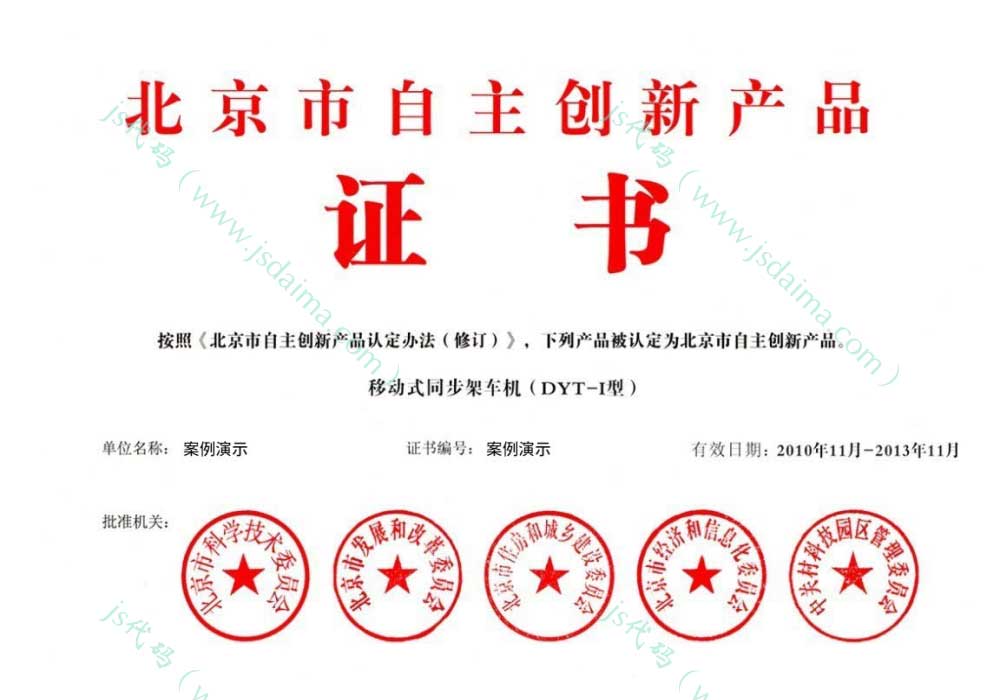 北京市自主创新产品
证书
按照《北京市自主创新产品认定办法（修订）》，下列产品被认定为北京市自主创新产品。
移动式同步架车机（DYT-I型）
单位名称： 案例演示 证书编号： 案例演示 有效日期：2010年11月-2013年11月
批准机关：
北京市科学技术委员会
北京市发展和改革委员会
北京市住房和城乡建设委员会
北京市经济和信息化委员会
中关村科技园区管理委员会
js代码（www.jsdaima.com）
js代码（www.jsdaima.com）
js代码（w
js代码（w